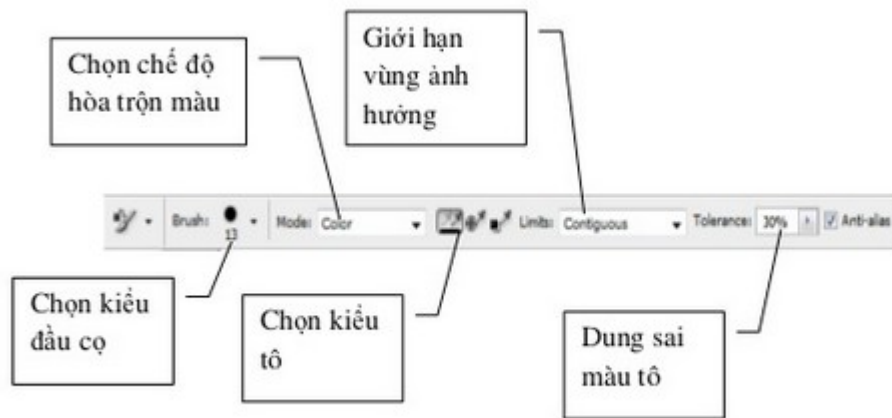 Chọn chế độ
hòa trộn màu
Giới hạn
vùng ảnh
hưởng
Brush: 13 Mode: Color Limits: Contiguous Tolerance: 30% Anti-alias
Chọn kiểu
đầu cọ
Chọn kiểu
tô
Dung sai
màu tô